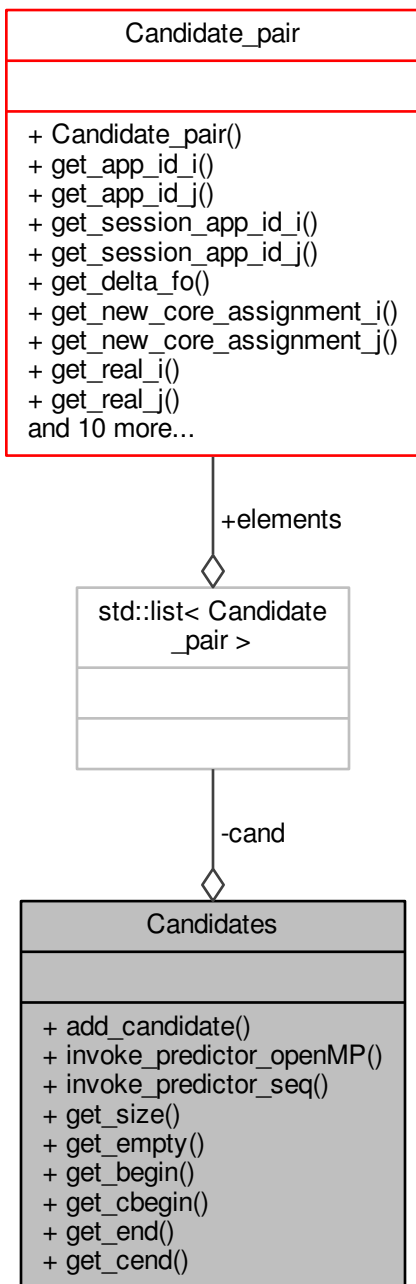 Candidate_pair
+ Candidate_pair()
+ get_app_id_i()
+ get_app_id_j()
+ get_session_app_id_i()
+ get_session_app_id_j()
+ get_delta_fo()
+ get_new_core_assignment_i()
+ get_new_core_assignment_j()
+ get_real_i()
+ get_real_j()
and 10 more...
+elements
std::list< Candidate
_pair >
-cand
Candidates
+ add_candidate()
+ invoke_predictor_openMP()
+ invoke_predictor_seq()
+ get_size()
+ get_empty()
+ get_begin()
+ get_cbegin()
+ get_end()
+ get_cend()